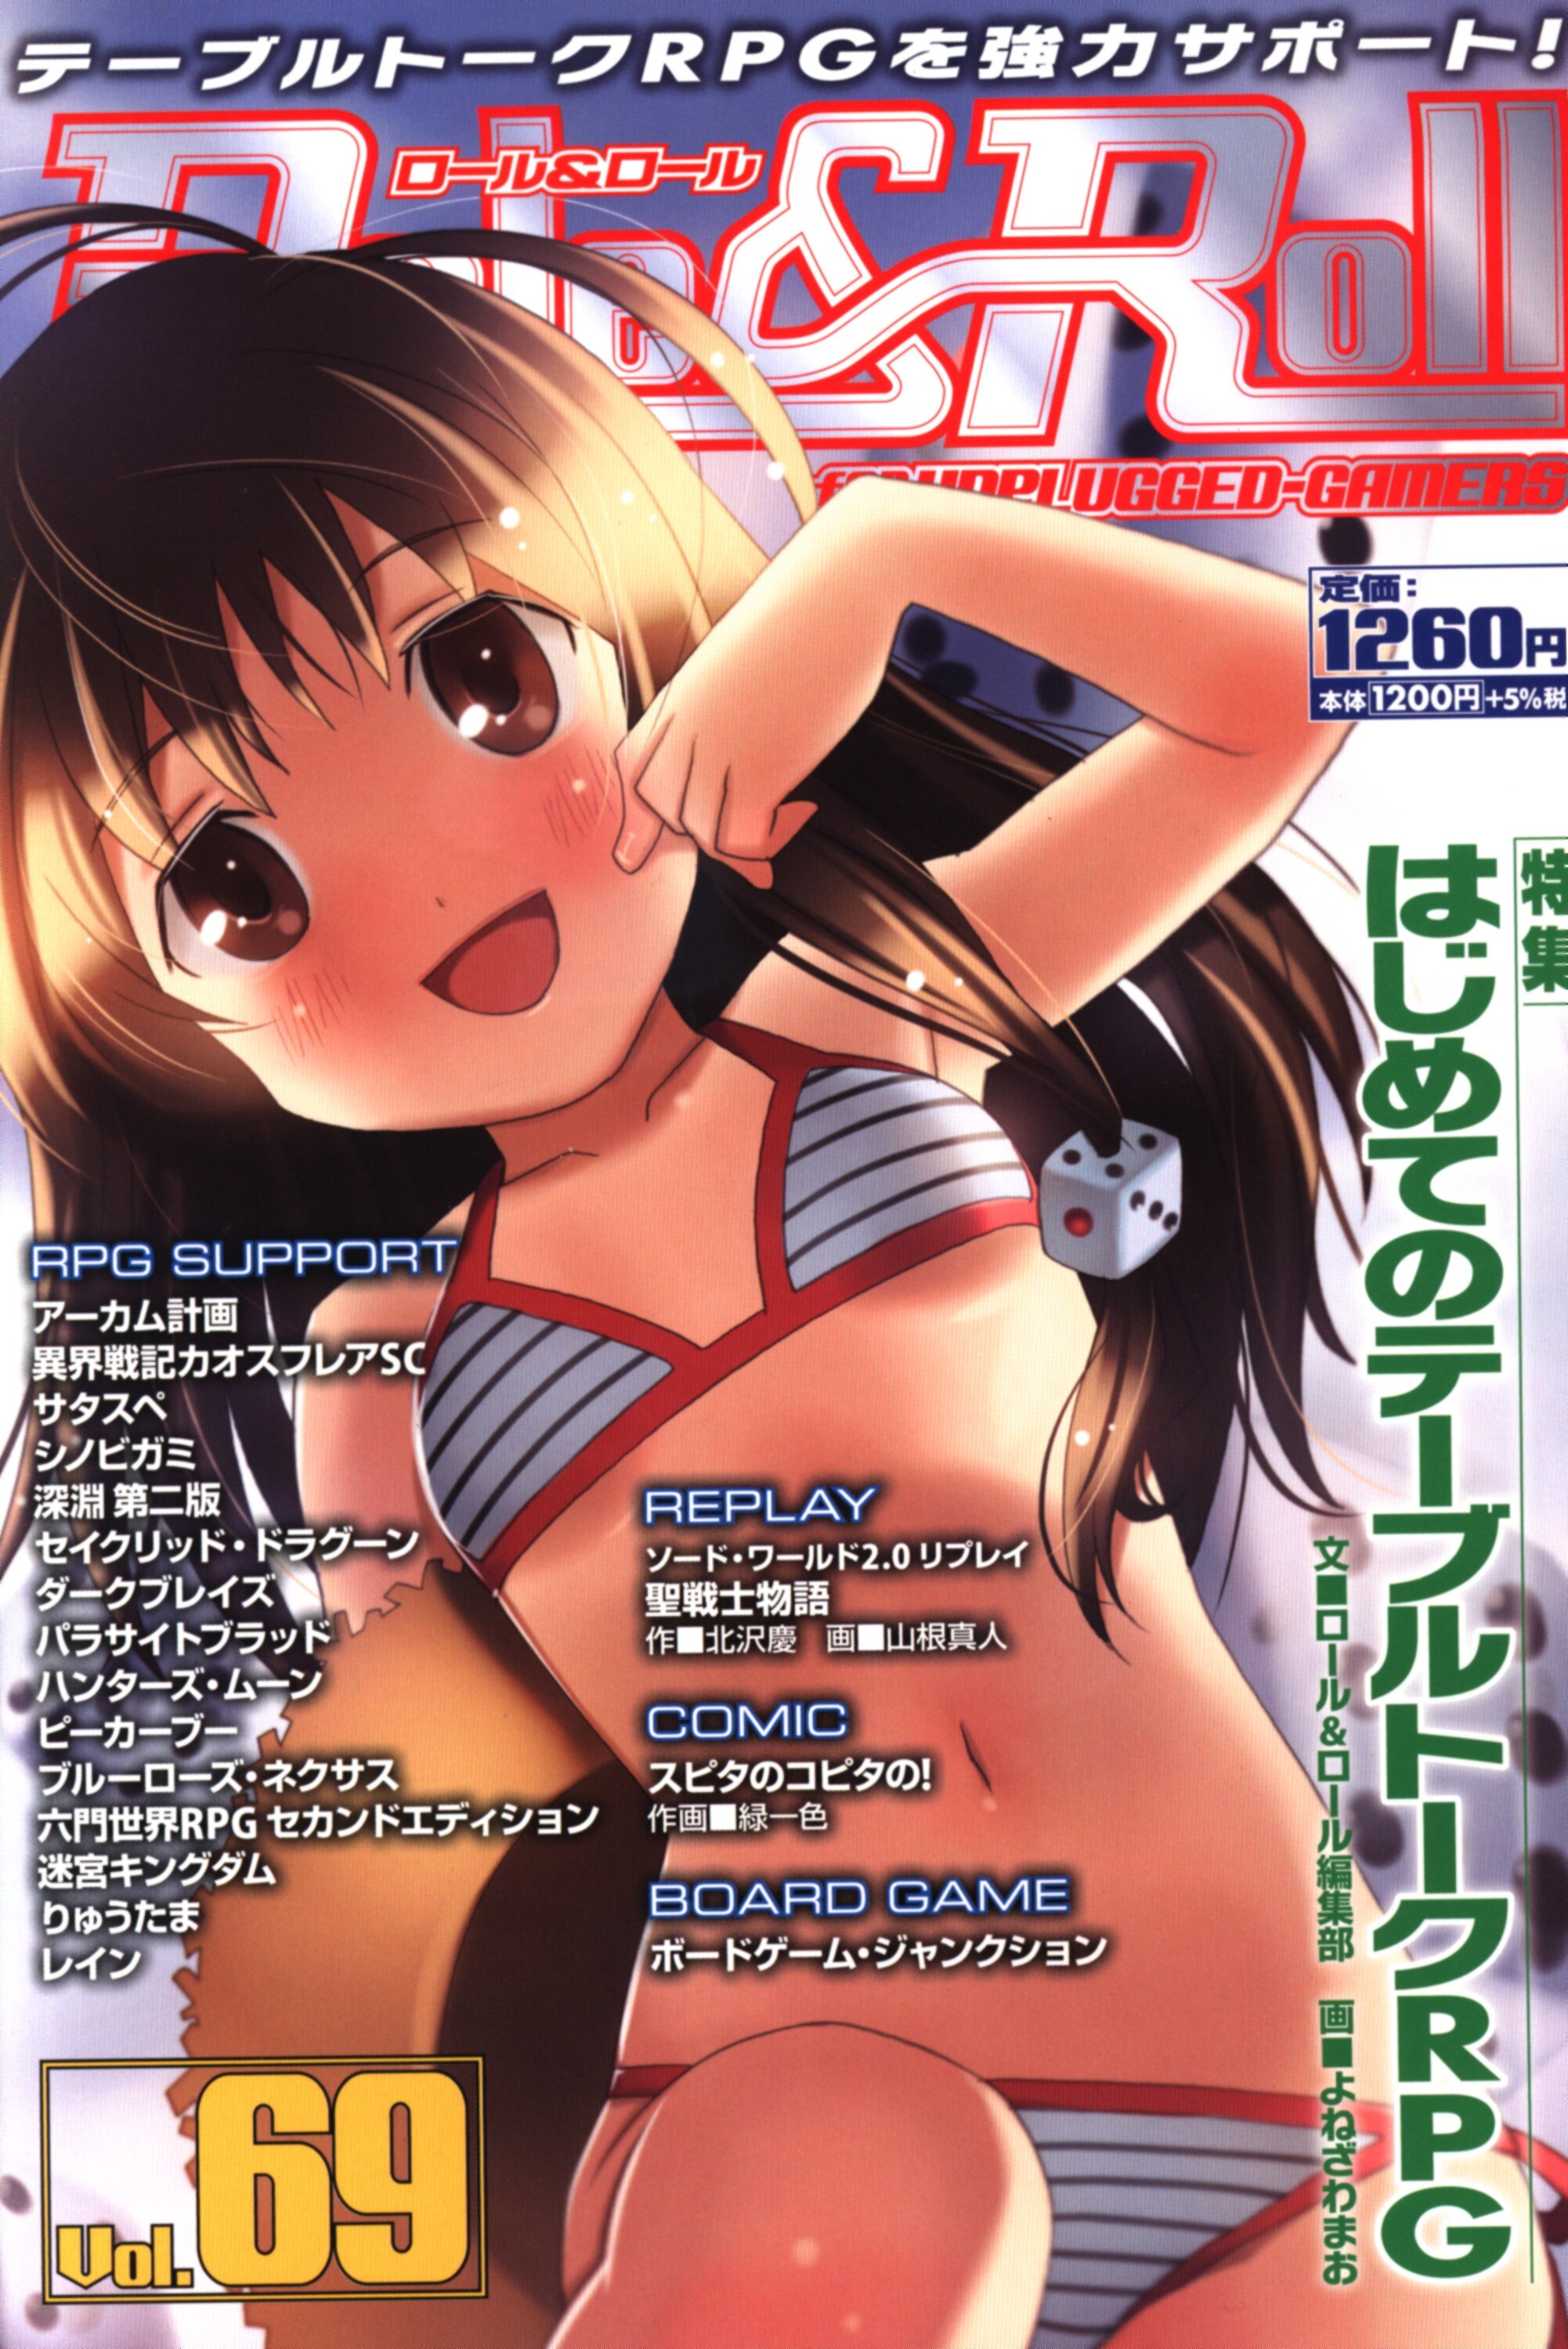 テーブルトークRPGを強力サポート!
Role&Roll
ロール&ロール
for UNPLUGGED-GAMERS
定価:
1260円
本体1200円+5%税
特集
はじめてのテーブルトークRPG
文■ロール&ロール編集部 画■よねざわまお
RPG SUPPORT
アーカム計画
異界戦記カオスフレアSC
サタスペ
シノビガミ
深淵 第二版
セイクリッド・ドラグーン
ダークブレイズ
パラサイトブラッド
ハンターズ・ムーン
ピーカーブー
ブルーローズ・ネクサス
六門世界RPG セカンドエディション
迷宮キングダム
りゅうたま
レイン
REPLAY
ソード・ワールド2.0 リプレイ
聖戦士物語
作■北沢慶 画■山根真人
COMIC
スピタのコピタの!
作画■緑一色
BOARD GAME
ボードゲーム・ジャンクション
Vol.69